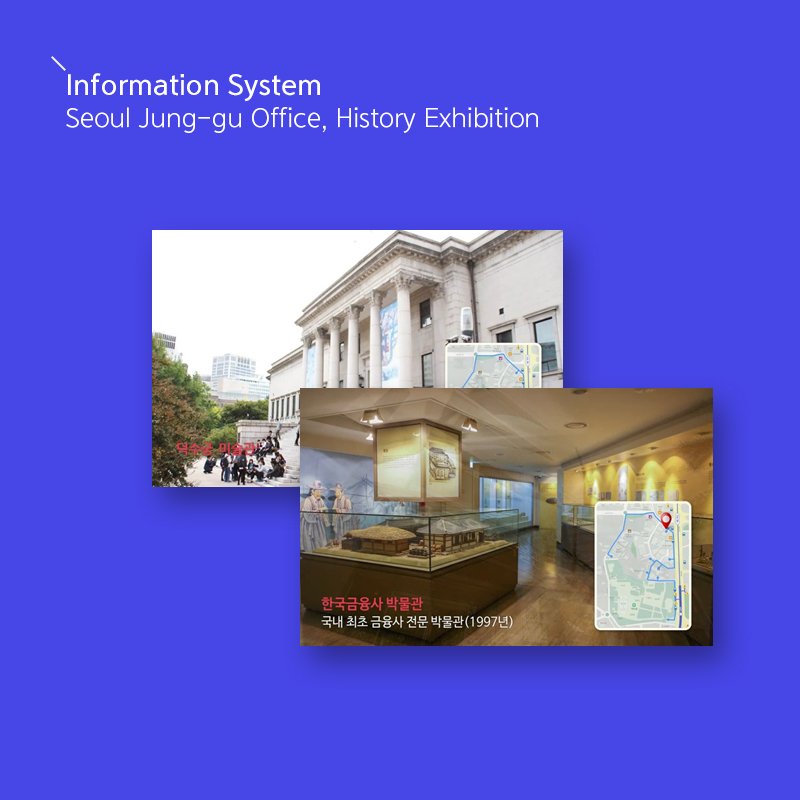 Information System
Seoul Jung-gu Office, History Exhibition
덕수궁 미술관
한국금융사 박물관
국내 최초 금융사 전문 박물관(1997년)